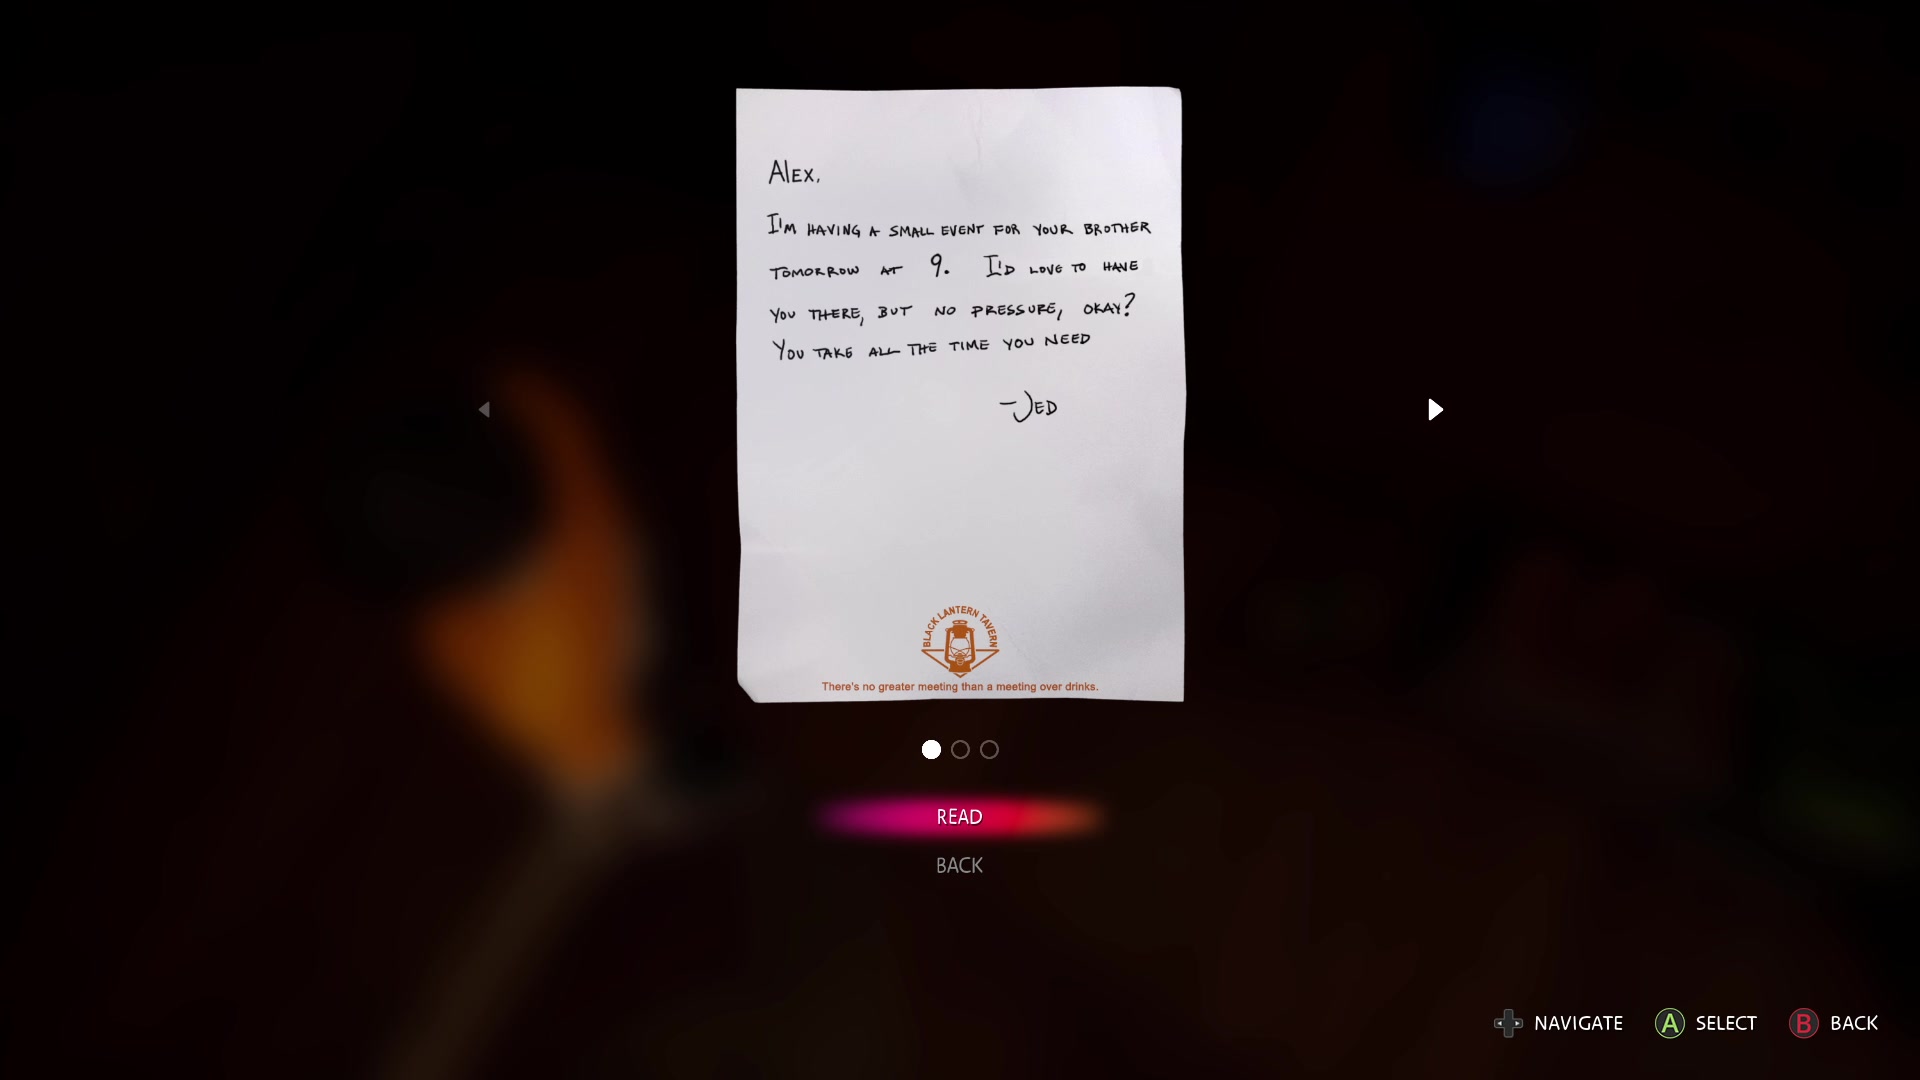 Alex,
I'm having a small event for your brother
tomorrow at 9. I'd love to have
you there, but no pressure, okay?
You take all the time you need
-Jed
BLACK LANTERN TAVERN
There's no greater meeting than a meeting over drinks.
READ
BACK
NAVIGATE A SELECT B BACK